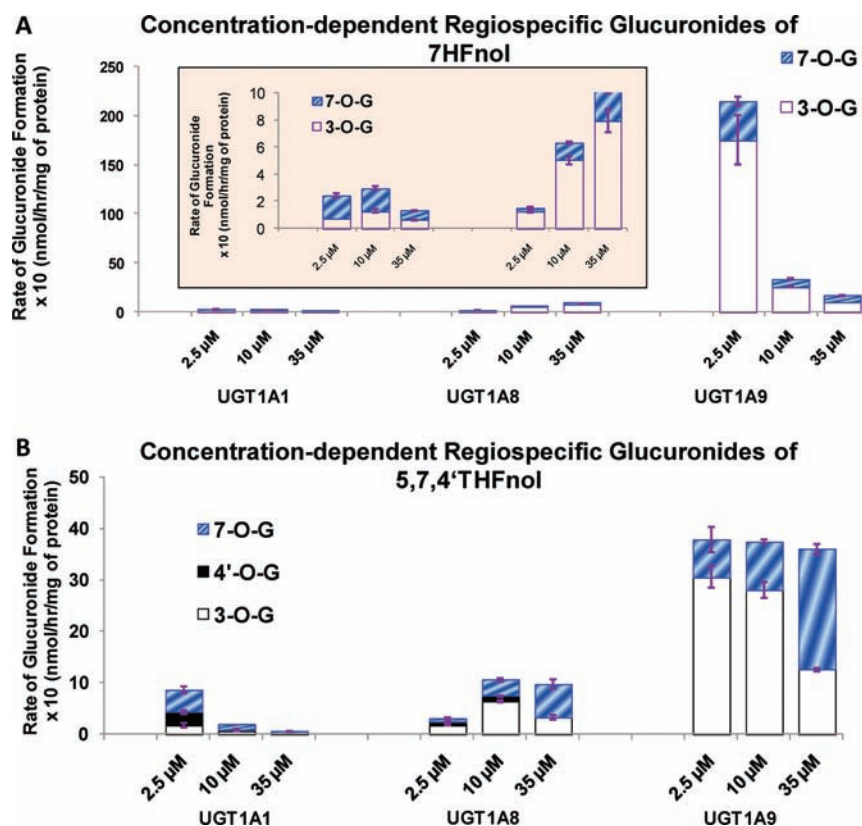 A
Concentration-dependent Regiospecific Glucuronides of
7HFnol
Rate of Glucuronide Formation
x 10 (nmol/hr/mg of protein)
250
200
150
100
50
0
7-O-G
3-O-G
Rate of Glucuronide
Formation
x 10 (nmol/hr/mg of protein)
10
8
6
4
2
0
7-O-G
3-O-G
2.5 µM
10 µM
35 µM
2.5 µM
10 µM
35 µM
2.5 µM
10 µM
35 µM
2.5 µM
10 µM
35 µM
2.5 µM
10 µM
35 µM
UGT1A1
UGT1A8
UGT1A9
B
Concentration-dependent Regiospecific Glucuronides of
5,7,4‘THFnol
Rate of Glucuronide Formation
x 10 (nmol/hr/mg of protein)
50
40
30
20
10
0
7-O-G
4'-O-G
3-O-G
2.5 µM
10 µM
35 µM
2.5 µM
10 µM
35 µM
2.5 µM
10 µM
35 µM
UGT1A1
UGT1A8
UGT1A9